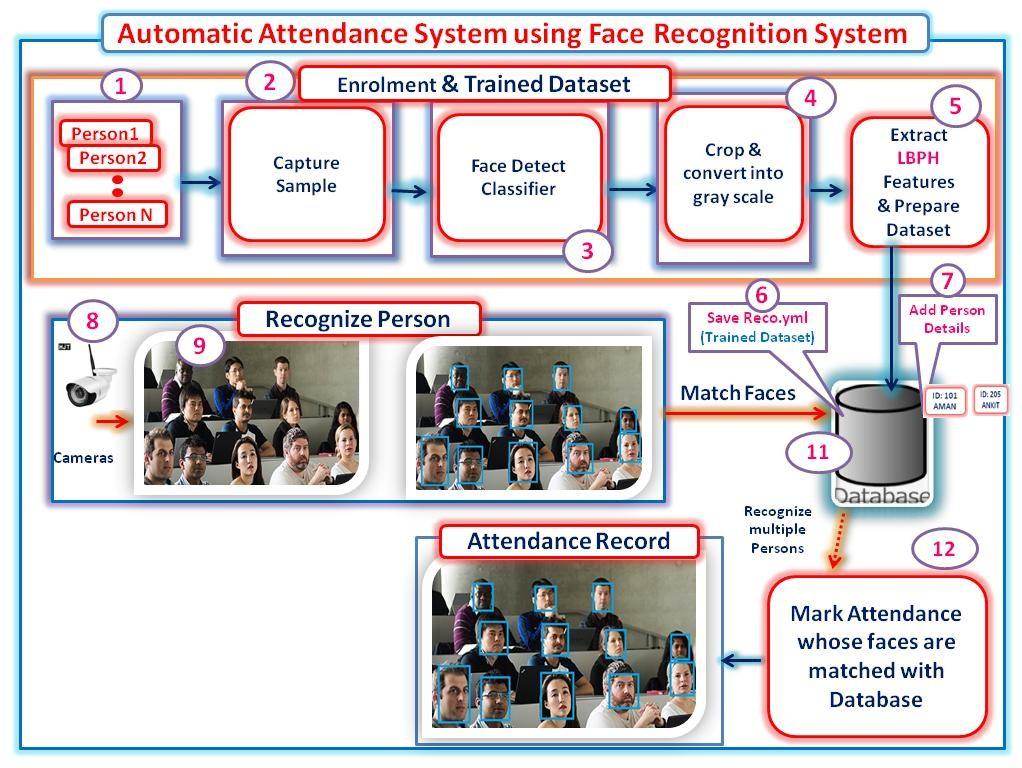 Automatic Attendance System using Face Recognition System
Enrolment & Trained Dataset
1
2
3
4
5
Person1
Person2
Person N
Capture
Sample
Face Detect
Classifier
Crop &
convert into
gray scale
Extract
LBPH
Features
& Prepare
Dataset
6
Save Reco.yml
(Trained Dataset)
7
Add Person
Details
8
Recognize Person
9
Cameras
Match Faces
ID: 101
AMAN
ID: 205
ANKIT
11
Database
Recognize
multiple
Persons
12
Attendance Record
Mark Attendance
whose faces are
matched with
Database